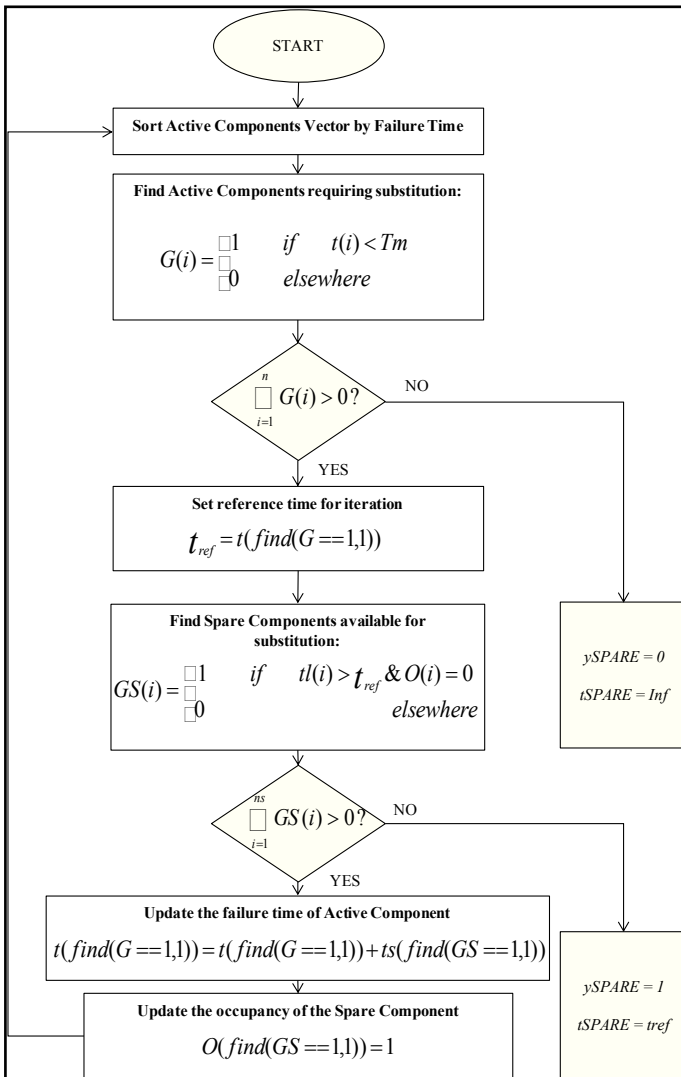 START
Sort Active Components Vector by Failure Time
Find Active Components requiring substitution:
G(i) = □1 if t(i) < Tm
□
□0 elsewhere
n
□ G(i) > 0?
i=1
NO
YES
Set reference time for iteration
t_ref = t(find(G == 1,1))
Find Spare Components available for
substitution:
GS(i) = □1 if tl(i) > t_ref & O(i) = 0
□
□0 elsewhere
ySPARE = 0
tSPARE = Inf
ns
□ GS(i) > 0?
i=1
NO
YES
Update the failure time of Active Component
t(find(G == 1,1)) = t(find(G == 1,1)) + ts(find(GS == 1,1))
Update the occupancy of the Spare Component
O(find(GS == 1,1)) = 1
ySPARE = 1
tSPARE = tref